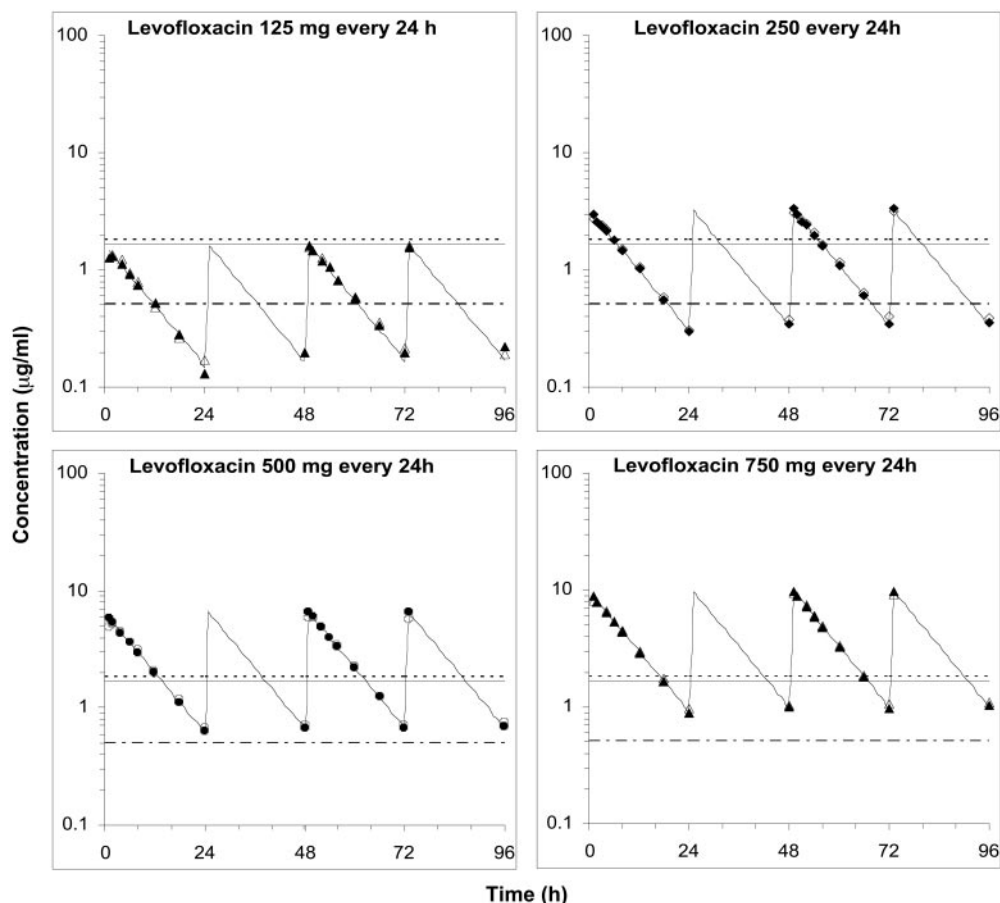 Levofloxacin 125 mg every 24 h
100
10
1
0.1
0 24 48 72 96
Levofloxacin 250 every 24h
100
10
1
0.1
0 24 48 72 96
Levofloxacin 500 mg every 24h
100
10
1
0.1
0 24 48 72 96
Levofloxacin 750 mg every 24h
100
10
1
0.1
0 24 48 72 96
Concentration (μg/ml)
Time (h)